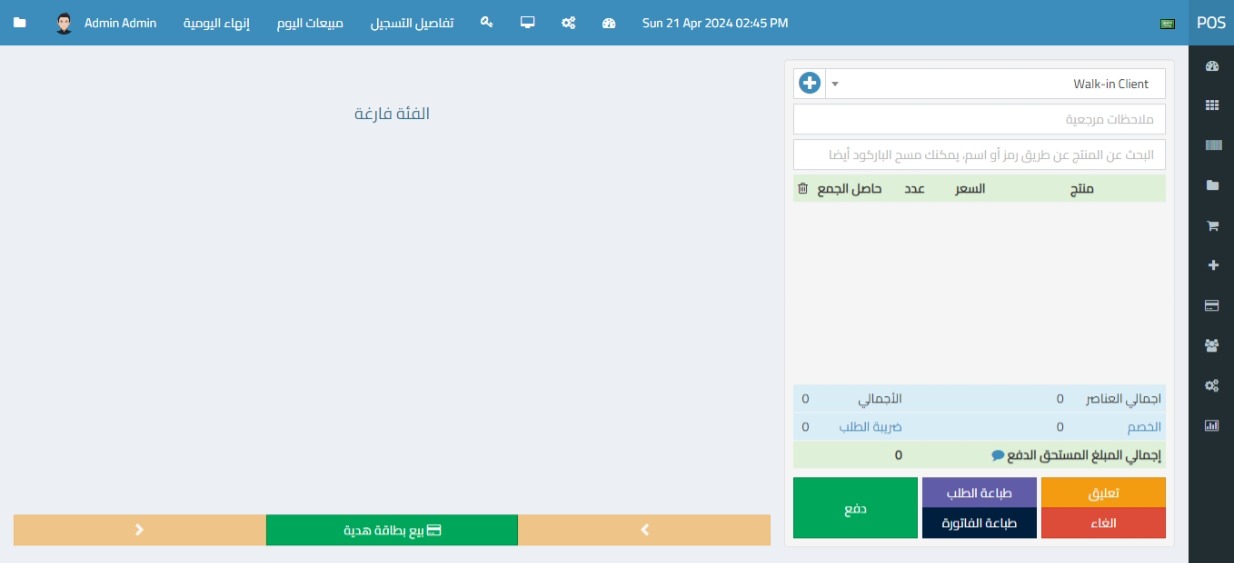 POS
Sun 21 Apr 2024 02:45 PM
تفاصيل التسجيل
مبيعات اليوم
إنهاء اليومية
Admin Admin
Walk-in Client
ملاحظات مرجعية
البحث عن المنتج عن طريق رمز أو اسم، يمكنك مسح الباركود أيضا
منتج السعر عدد حاصل الجمع
اجمالي العناصر 0 الأجمالي 0
الخصم 0 ضريبة الطلب 0
إجمالي المبلغ المستحق الدفع 0
تعليق
الغاء
طباعة الطلب
طباعة الفاتورة
دفع
الفئة فارغة
بيع بطاقة هدية